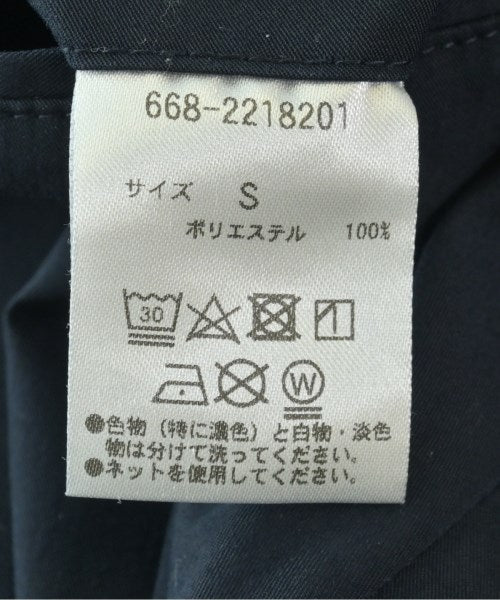 668-2218201
サイズ S
ポリエステル 100%
30
W
●色物（特に濃色）と白物・淡色
物は分けて洗ってください。
●ネットを使用してください。